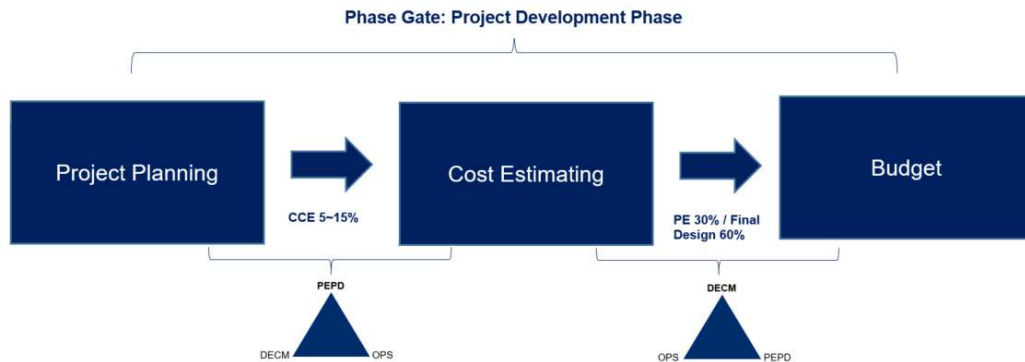 Phase Gate: Project Development Phase
Project Planning
CCE 5~15%
Cost Estimating
PE 30% / Final
Design 60%
Budget
PEPD
DECM
OPS
DECM
OPS
PEPD